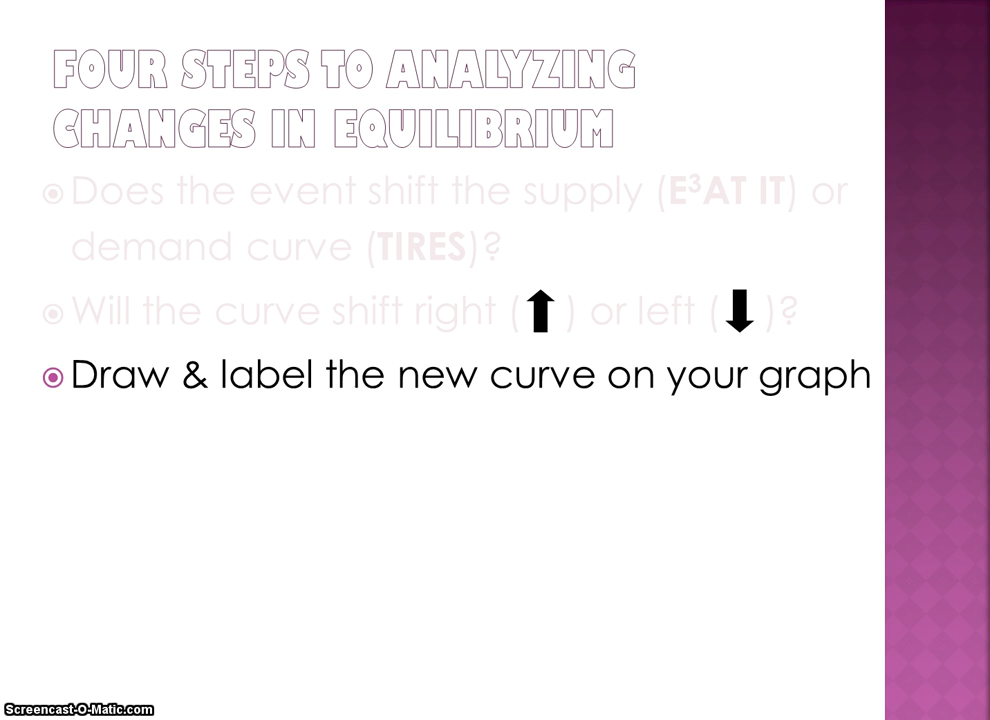 FOUR STEPS TO ANALYZING
CHANGES IN EQUILIBRIUM
Does the event shift the supply (E³AT IT) or
demand curve (TIRES)?
Will the curve shift right (⬆) or left (⬇)?
Draw & label the new curve on your graph
Screencast-O-Matic.com